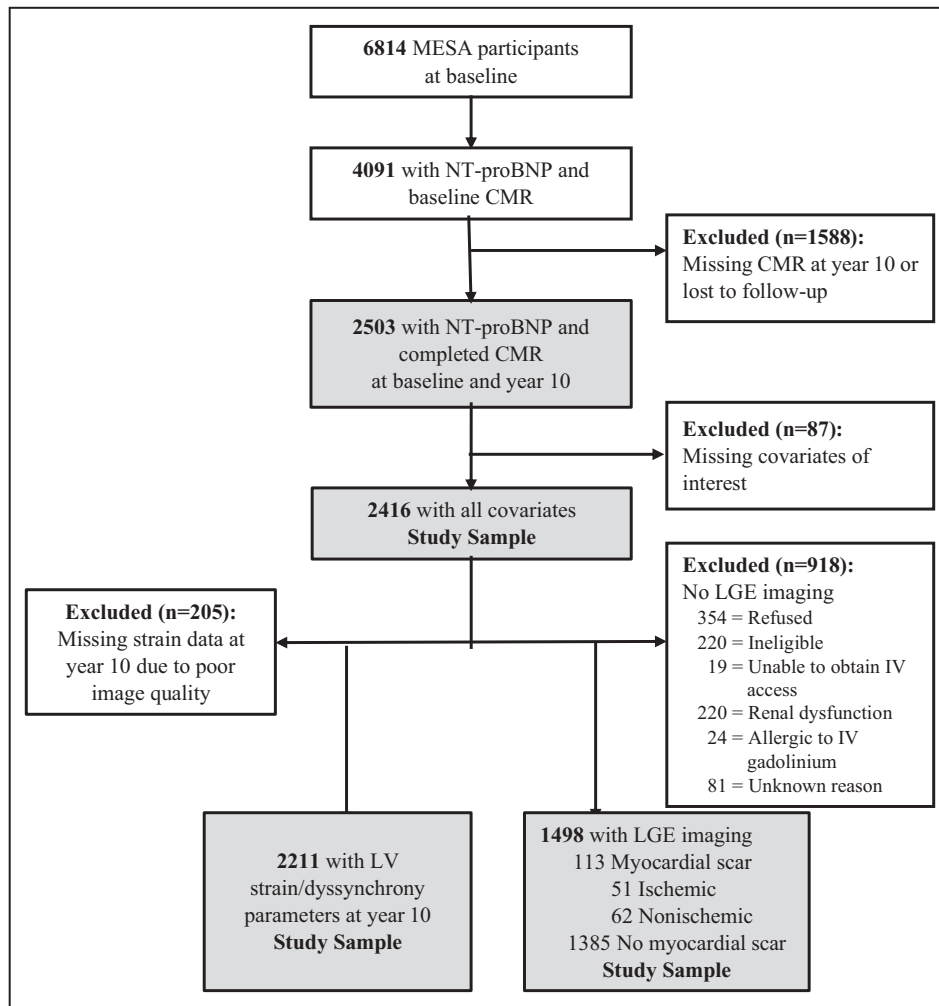 6814 MESA participants
at baseline
4091 with NT-proBNP and
baseline CMR
Excluded (n=1588):
Missing CMR at year 10 or
lost to follow-up
2503 with NT-proBNP and
completed CMR
at baseline and year 10
Excluded (n=87):
Missing covariates of
interest
2416 with all covariates
Study Sample
Excluded (n=205):
Missing strain data at
year 10 due to poor
image quality
Excluded (n=918):
No LGE imaging
354 = Refused
220 = Ineligible
19 = Unable to obtain IV
access
220 = Renal dysfunction
24 = Allergic to IV
gadolinium
81 = Unknown reason
2211 with LV
strain/dyssynchrony
parameters at year 10
Study Sample
1498 with LGE imaging
113 Myocardial scar
51 Ischemic
62 Nonischemic
1385 No myocardial scar
Study Sample